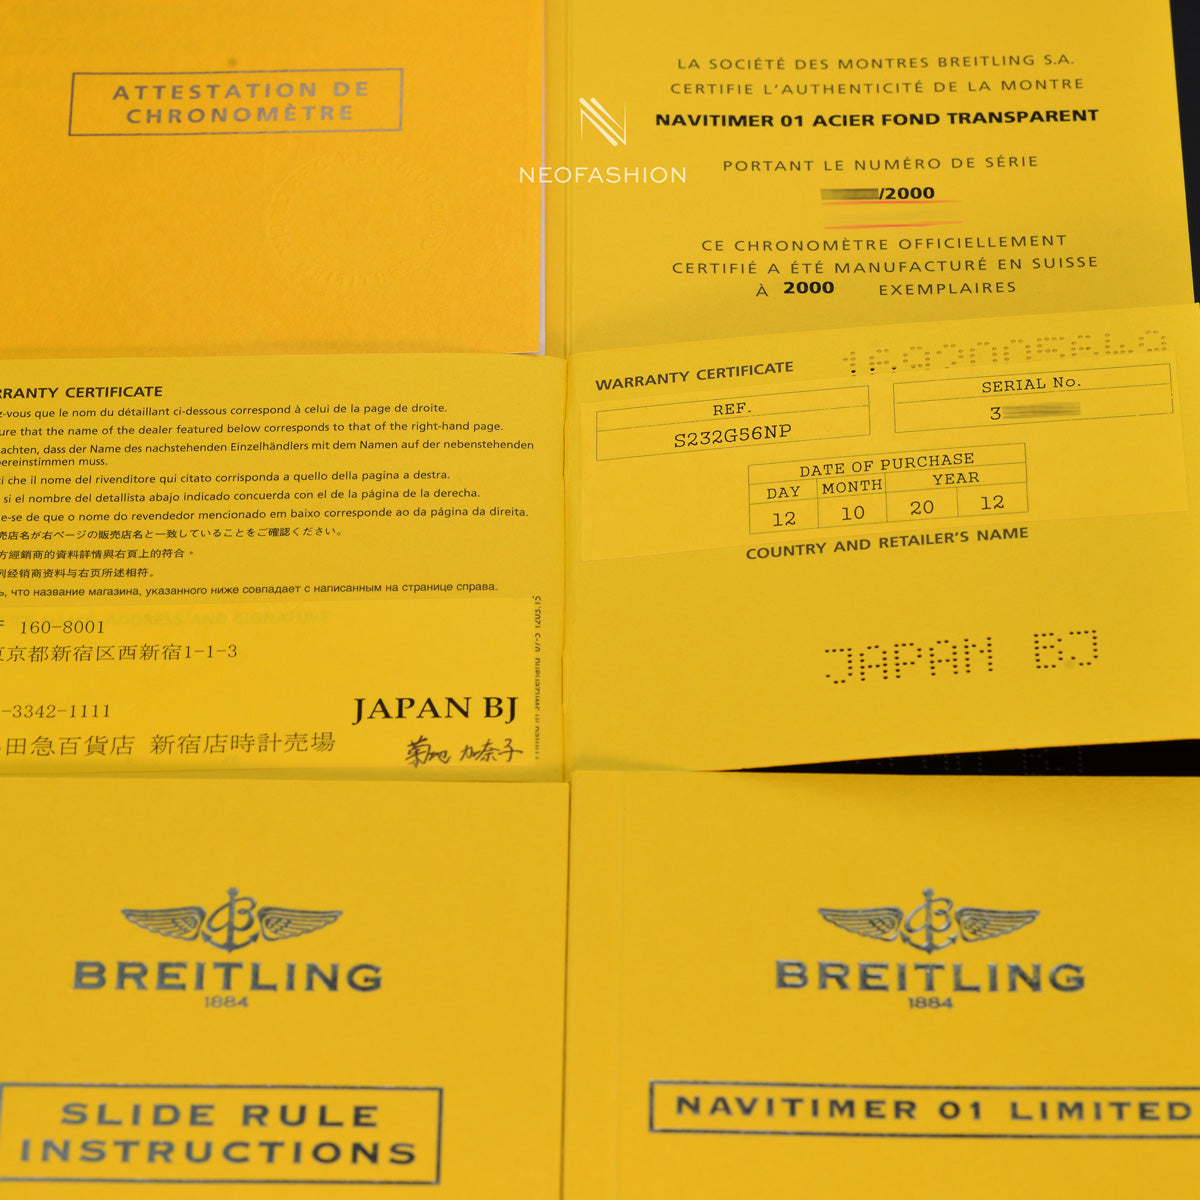 ATTESTATION DE
CHRONOMÈTRE
NEOFASHION
LA SOCIÉTÉ DES MONTRES BREITLING S.A.
CERTIFIE L'AUTHENTICITÉ DE LA MONTRE
NAVITIMER 01 ACIER FOND TRANSPARENT
PORTANT LE NUMÉRO DE SÉRIE
/2000
CE CHRONOMÈTRE OFFICIELLEMENT
CERTIFIÉ A ÉTÉ MANUFACTURÉ EN SUISSE
À 2000 EXEMPLAIRES
RRANTY CERTIFICATE
z-vous que le nom du détaillant ci-dessous correspond à celui de la page de droite.
ure that the name of the dealer featured below corresponds to that of the right-hand page.
achten, dass der Name des nachstehenden Einzelhändlers mit dem Namen auf der nebenstehenden
ereinstimmen muss.
i che il nome del rivenditore qui citato corrisponda a quello della pagina a destra.
si el nombre del detallista abajo indicado concuerda con el de la página de la derecha.
e-se de que o nome do revendedor mencionado em baixo corresponde ao da página da direita.
売店名が右ページの販売店名と一致していることをご確認ください。
方經銷商的資料詳情與右頁上的符合。
列经销商资料与右页所述相符。
ь, что название магазина, указанного ниже совпадает с написанным на странице справа.
ADDRESS AND SIGNATURE
〒 160-8001
東京都新宿区西新宿1-1-3
-3342-1111
JAPAN BJ
田急百貨店 新宿店時計売場
菊地 加奈子
WARRANTY CERTIFICATE
REF.
S232G56NP
SERIAL No.
3
DATE OF PURCHASE
DAY MONTH YEAR
12 10 20 12
COUNTRY AND RETAILER'S NAME
JAPAN BJ
BREITLING
1884
SLIDE RULE
INSTRUCTIONS
BREITLING
1884
NAVITIMER 01 LIMITED